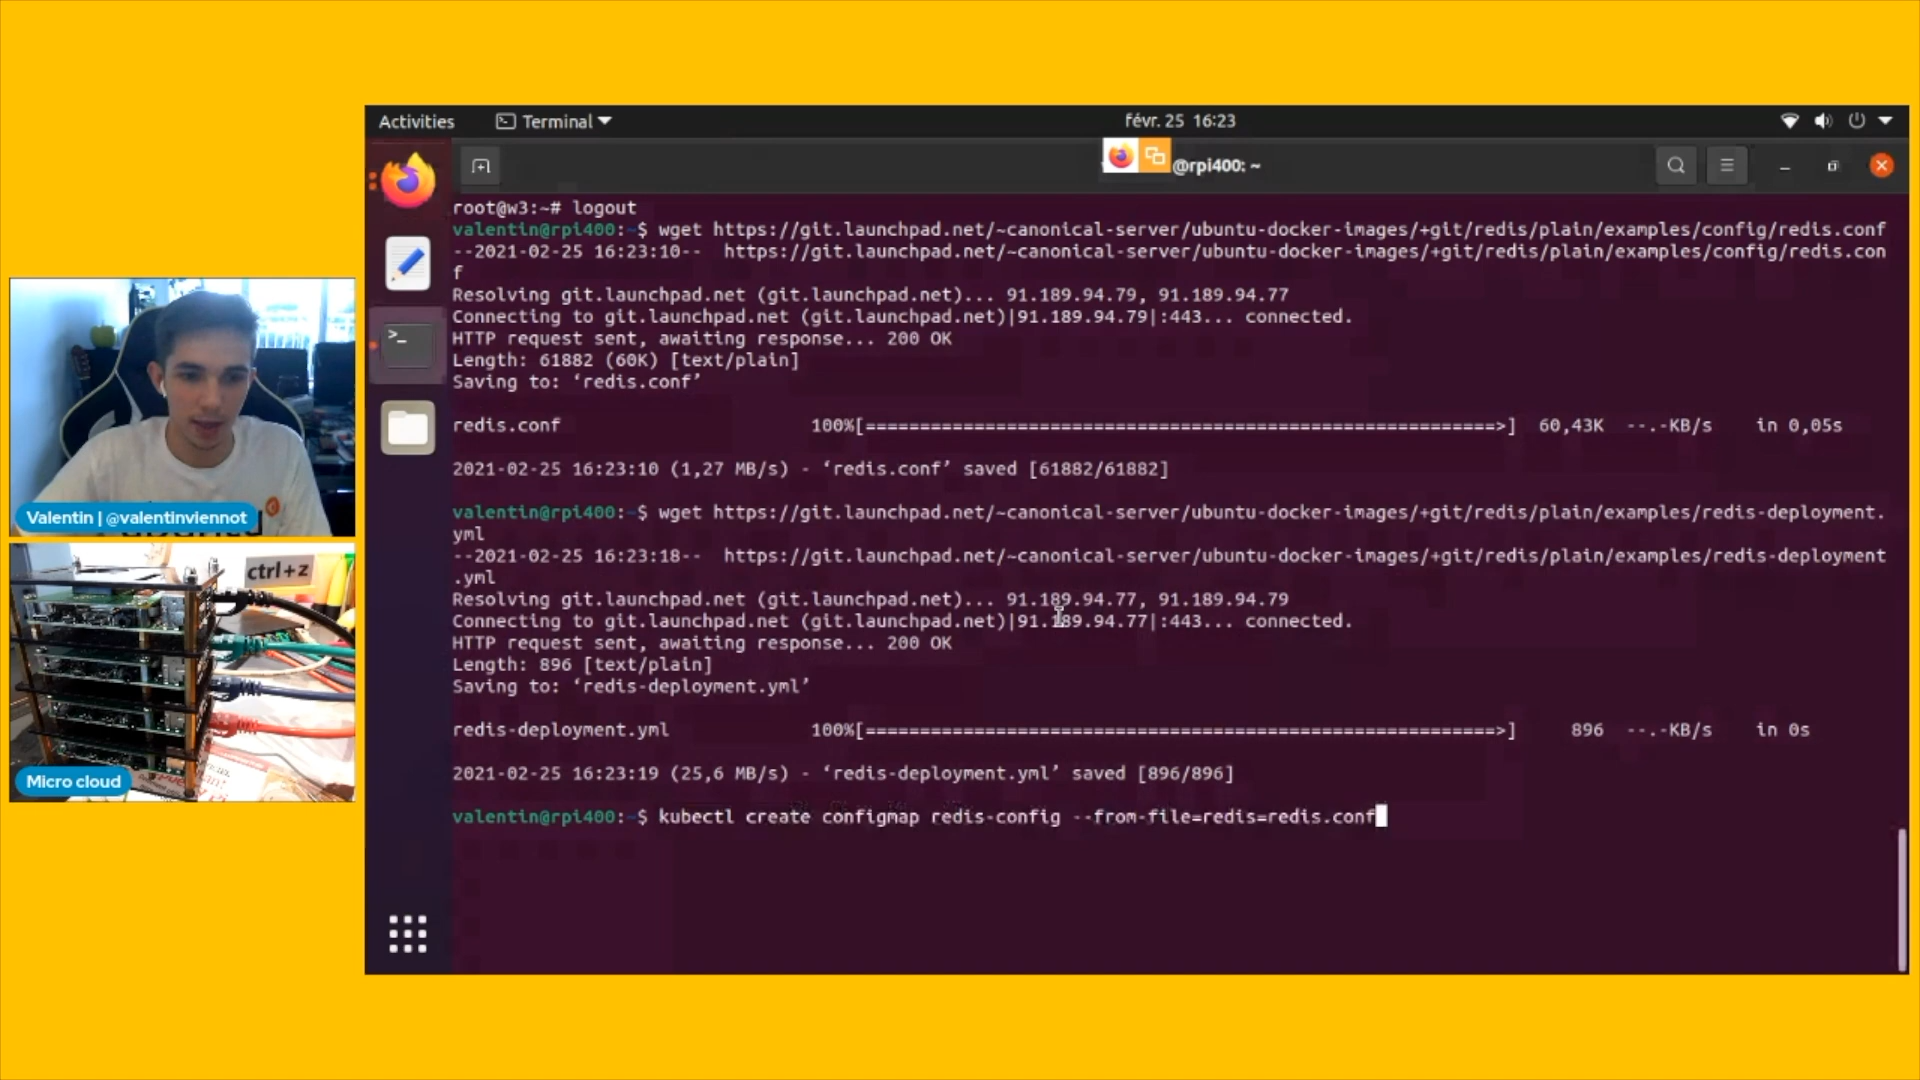 Activities
Terminal
févr. 25 16:23
@rpi400: ~
root@w3:~# logout
valentin@rpi400:~$ wget https://git.launchpad.net/~canonical-server/ubuntu-docker-images/+git/redis/plain/examples/config/redis.conf
--2021-02-25 16:23:10--  https://git.launchpad.net/~canonical-server/ubuntu-docker-images/+git/redis/plain/examples/config/redis.con
f
Resolving git.launchpad.net (git.launchpad.net)... 91.189.94.79, 91.189.94.77
Connecting to git.launchpad.net (git.launchpad.net)|91.189.94.79|:443... connected.
HTTP request sent, awaiting response... 200 OK
Length: 61882 (60K) [text/plain]
Saving to: ‘redis.conf’
redis.conf 100%[==========================================================>] 60,43K --.-KB/s in 0,05s
2021-02-25 16:23:10 (1,27 MB/s) - ‘redis.conf’ saved [61882/61882]
valentin@rpi400:~$ wget https://git.launchpad.net/~canonical-server/ubuntu-docker-images/+git/redis/plain/examples/redis-deployment.
yml
--2021-02-25 16:23:18--  https://git.launchpad.net/~canonical-server/ubuntu-docker-images/+git/redis/plain/examples/redis-deployment
.yml
Resolving git.launchpad.net (git.launchpad.net)... 91.189.94.77, 91.189.94.79
Connecting to git.launchpad.net (git.launchpad.net)|91.189.94.77|:443... connected.
HTTP request sent, awaiting response... 200 OK
Length: 896 [text/plain]
Saving to: ‘redis-deployment.yml’
redis-deployment.yml 100%[==========================================================>] 896 --.-KB/s in 0s
2021-02-25 16:23:19 (25,6 MB/s) - ‘redis-deployment.yml’ saved [896/896]
valentin@rpi400:~$ kubectl create configmap redis-config --from-file=redis=redis.conf
Valentin | @valentinviennot
ctrl+z
Micro cloud